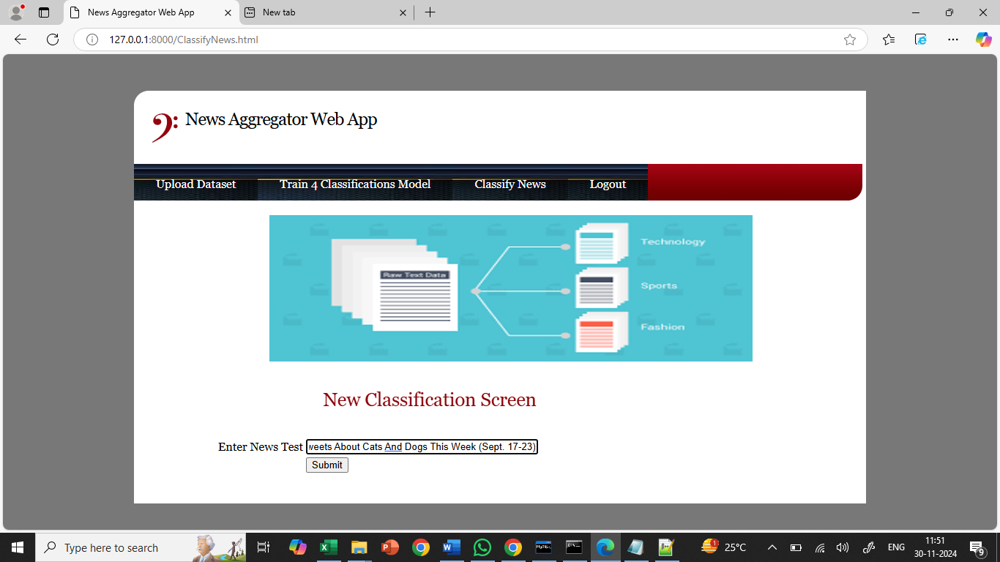 News Aggregator Web App
New tab
127.0.0.1:8000/ClassifyNews.html
News Aggregator Web App
Upload Dataset Train 4 Classifications Model Classify News Logout
Raw Text Data
Technology
Sports
Fashion
New Classification Screen
Enter News Test weets About Cats And Dogs This Week (Sept. 17-23)
Submit
Type here to search
25°C
ENG
11:51
30-11-2024
9